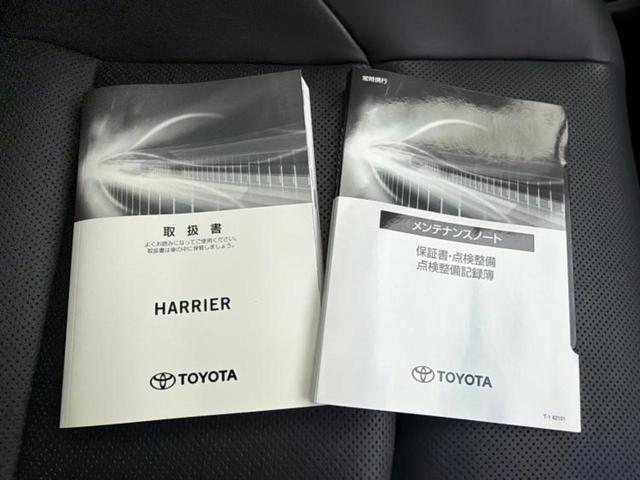 取扱書
よくお読みになってご使用ください。
取扱書は車の中に保管しましょう。
HARRIER
TOYOTA
常時携行
メンテナンスノート
保証書・点検整備
点検整備記録簿
TOYOTA